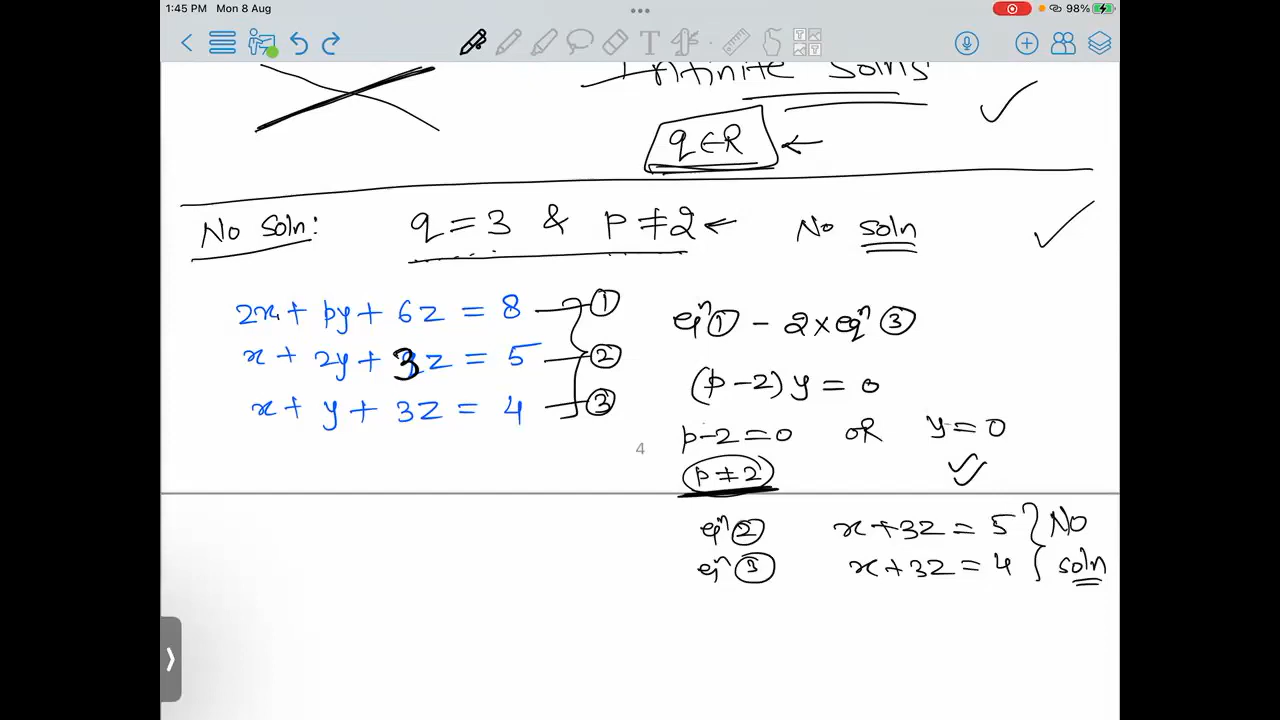 1:45 PM Mon 8 Aug 98%
T
Infinite Solns
q ∈ R ←
No Soln: q = 3 & p ≠ 2 ← No soln
2x + py + 6z = 8 — ①
x + 2y + 3z = 5 — ②
x + y + 3z = 4 — ③
eqⁿ ① – 2 × eqⁿ ③
(p – 2) y = 0
p – 2 = 0 or y = 0
4
p ≠ 2
eqⁿ ② x + 3z = 5 } No
eqⁿ ③ x + 3z = 4 } soln